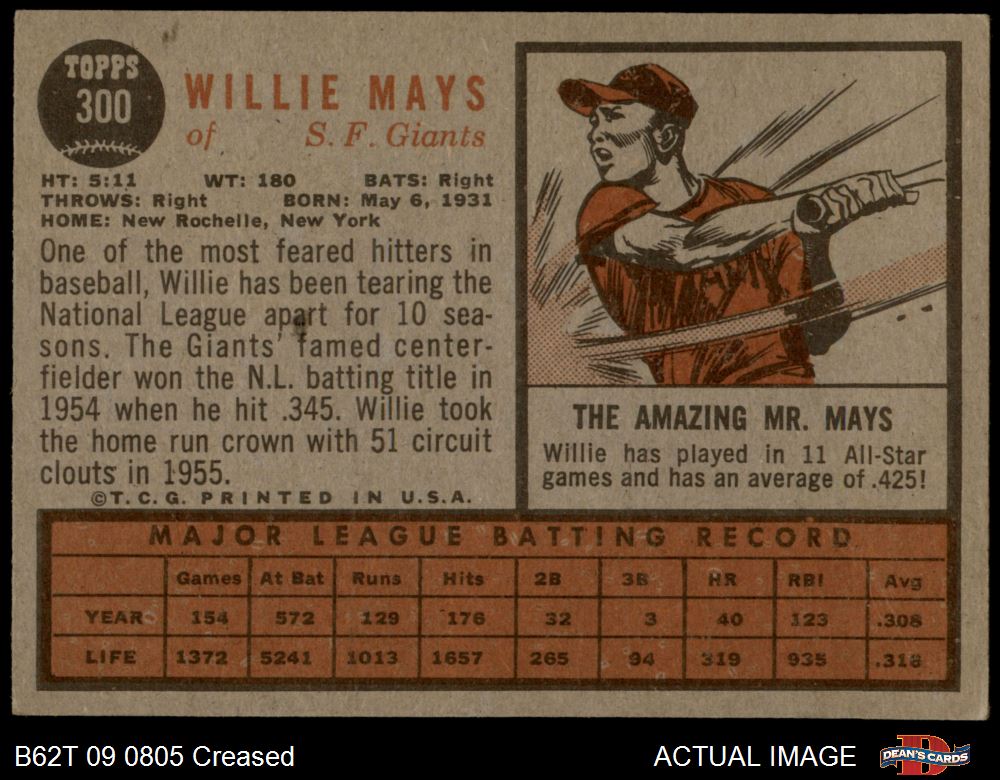 TOPPS
300
WILLIE MAYS
of S. F. Giants
HT: 5:11 WT: 180 BATS: Right
THROWS: Right BORN: May 6, 1931
HOME: New Rochelle, New York
One of the most feared hitters in
baseball, Willie has been tearing the
National League apart for 10 sea-
sons. The Giants' famed center-
fielder won the N.L. batting title in
1954 when he hit .345. Willie took
the home run crown with 51 circuit
clouts in 1955.
©T.C.G. PRINTED IN U.S.A.
THE AMAZING MR. MAYS
Willie has played in 11 All-Star
games and has an average of .425!
MAJOR LEAGUE BATTING RECORD
Games At Bat Runs Hits 2B 3B HR RBI Avg
YEAR 154 572 129 176 32 3 40 123 .308
LIFE 1372 5241 1013 1657 265 94 319 935 .318
B62T 09 0805 Creased ACTUAL IMAGE DEAN'S CARDS